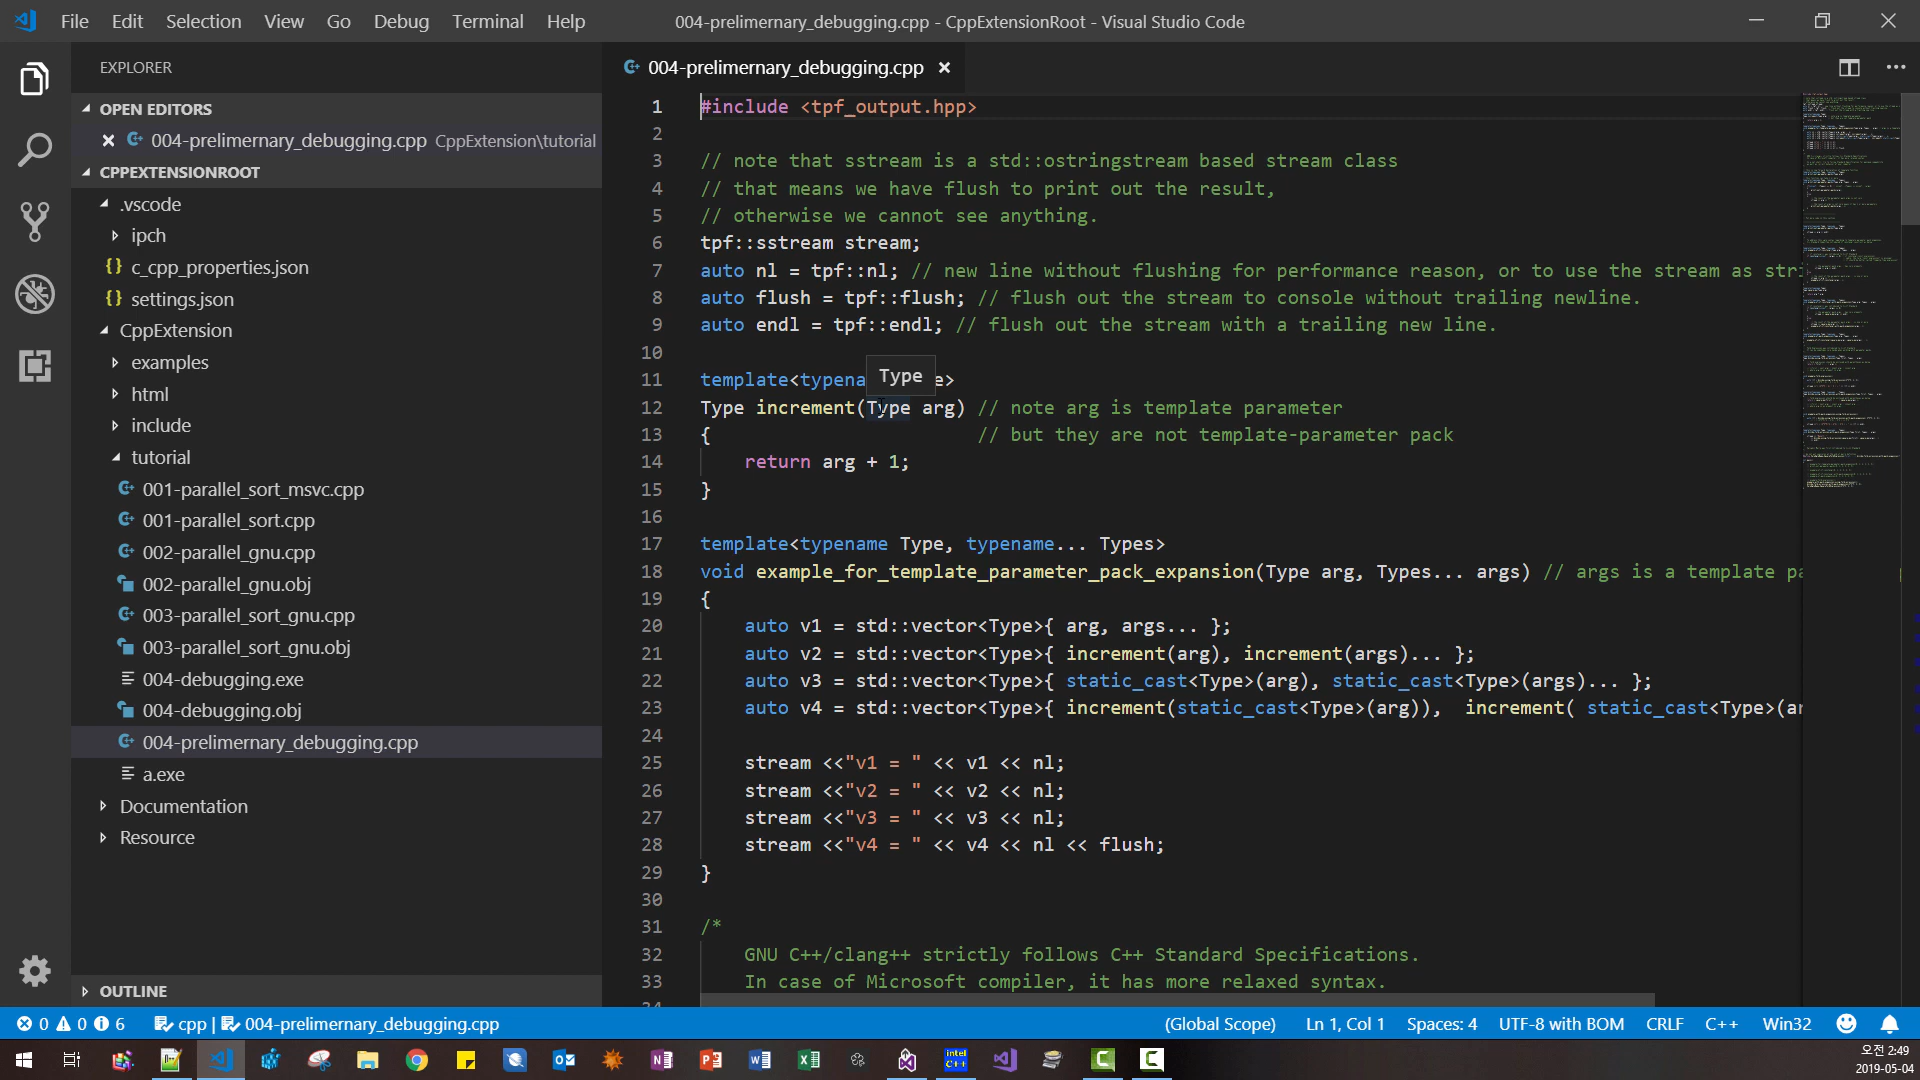 File Edit Selection View Go Debug Terminal Help
004-prelimernary_debugging.cpp - CppExtensionRoot - Visual Studio Code
EXPLORER
OPEN EDITORS
004-prelimernary_debugging.cpp CppExtension\tutorial
CPPEXTENSIONROOT
.vscode
ipch
c_cpp_properties.json
settings.json
CppExtension
examples
html
include
tutorial
001-parallel_sort_msvc.cpp
001-parallel_sort.cpp
002-parallel_gnu.cpp
002-parallel_gnu.obj
003-parallel_sort_gnu.cpp
003-parallel_sort_gnu.obj
004-debugging.exe
004-debugging.obj
004-prelimernary_debugging.cpp
a.exe
Documentation
Resource
OUTLINE
004-prelimernary_debugging.cpp
1 #include <tpf_output.hpp>
2
3 // note that sstream is a std::ostringstream based stream class
4 // that means we have flush to print out the result,
5 // otherwise we cannot see anything.
6 tpf::sstream stream;
7 auto nl = tpf::nl; // new line without flushing for performance reason, or to use the stream as stri
8 auto flush = tpf::flush; // flush out the stream to console without trailing newline.
9 auto endl = tpf::endl; // flush out the stream with a trailing new line.
10
Type
11 template<typena e>
12 Type increment(Type arg) // note arg is template parameter
13 { // but they are not template-parameter pack
14 return arg + 1;
15 }
16
17 template<typename Type, typename... Types>
18 void example_for_template_parameter_pack_expansion(Type arg, Types... args) // args is a template pa
19 {
20 auto v1 = std::vector<Type>{ arg, args... };
21 auto v2 = std::vector<Type>{ increment(arg), increment(args)... };
22 auto v3 = std::vector<Type>{ static_cast<Type>(arg), static_cast<Type>(args)... };
23 auto v4 = std::vector<Type>{ increment(static_cast<Type>(arg)), increment( static_cast<Type>(ar
24
25 stream <<"v1 = " << v1 << nl;
26 stream <<"v2 = " << v2 << nl;
27 stream <<"v3 = " << v3 << nl;
28 stream <<"v4 = " << v4 << nl << flush;
29 }
30
31 /*
32 GNU C++/clang++ strictly follows C++ Standard Specifications.
33 In case of Microsoft compiler, it has more relaxed syntax.
34
0 0 6 cpp | 004-prelimernary_debugging.cpp
(Global Scope) Ln 1, Col 1 Spaces: 4 UTF-8 with BOM CRLF C++ Win32
intel C++
오전 2:49
2019-05-04